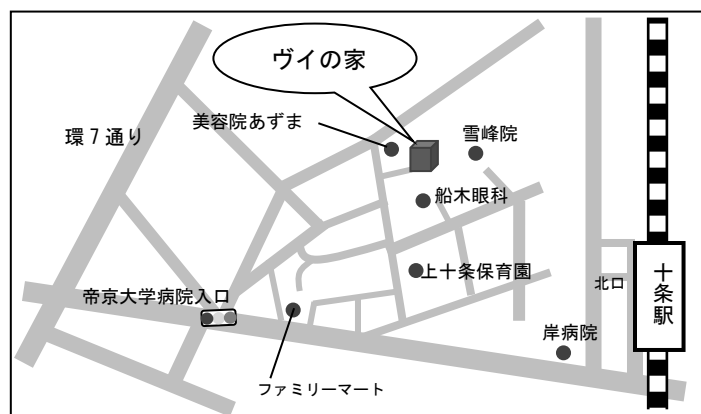 ヴイの家
美容院あずま
雪峰院
環7通り
船木眼科
上十条保育園
北口
十条駅
帝京大学病院入口
岸病院
ファミリーマート